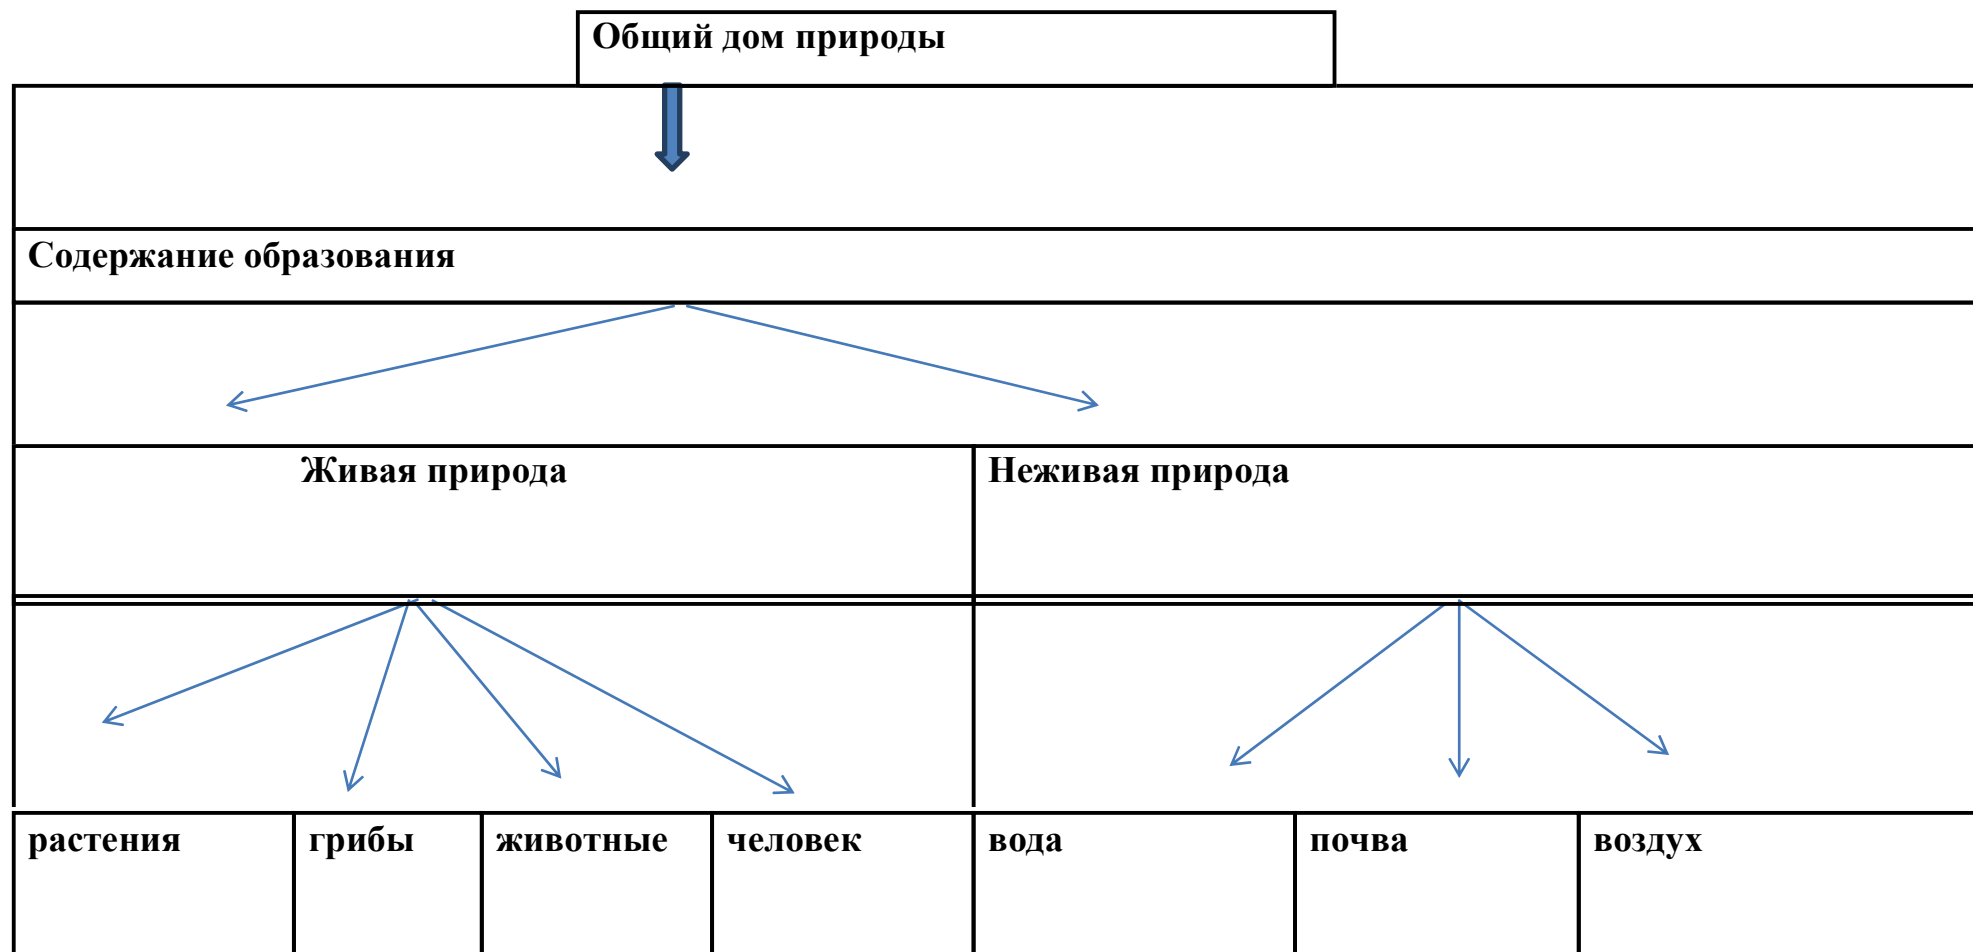 Общий дом природы
Содержание образования
Живая природа
Неживая природа
растения
грибы
животные
человек
вода
почва
воздух